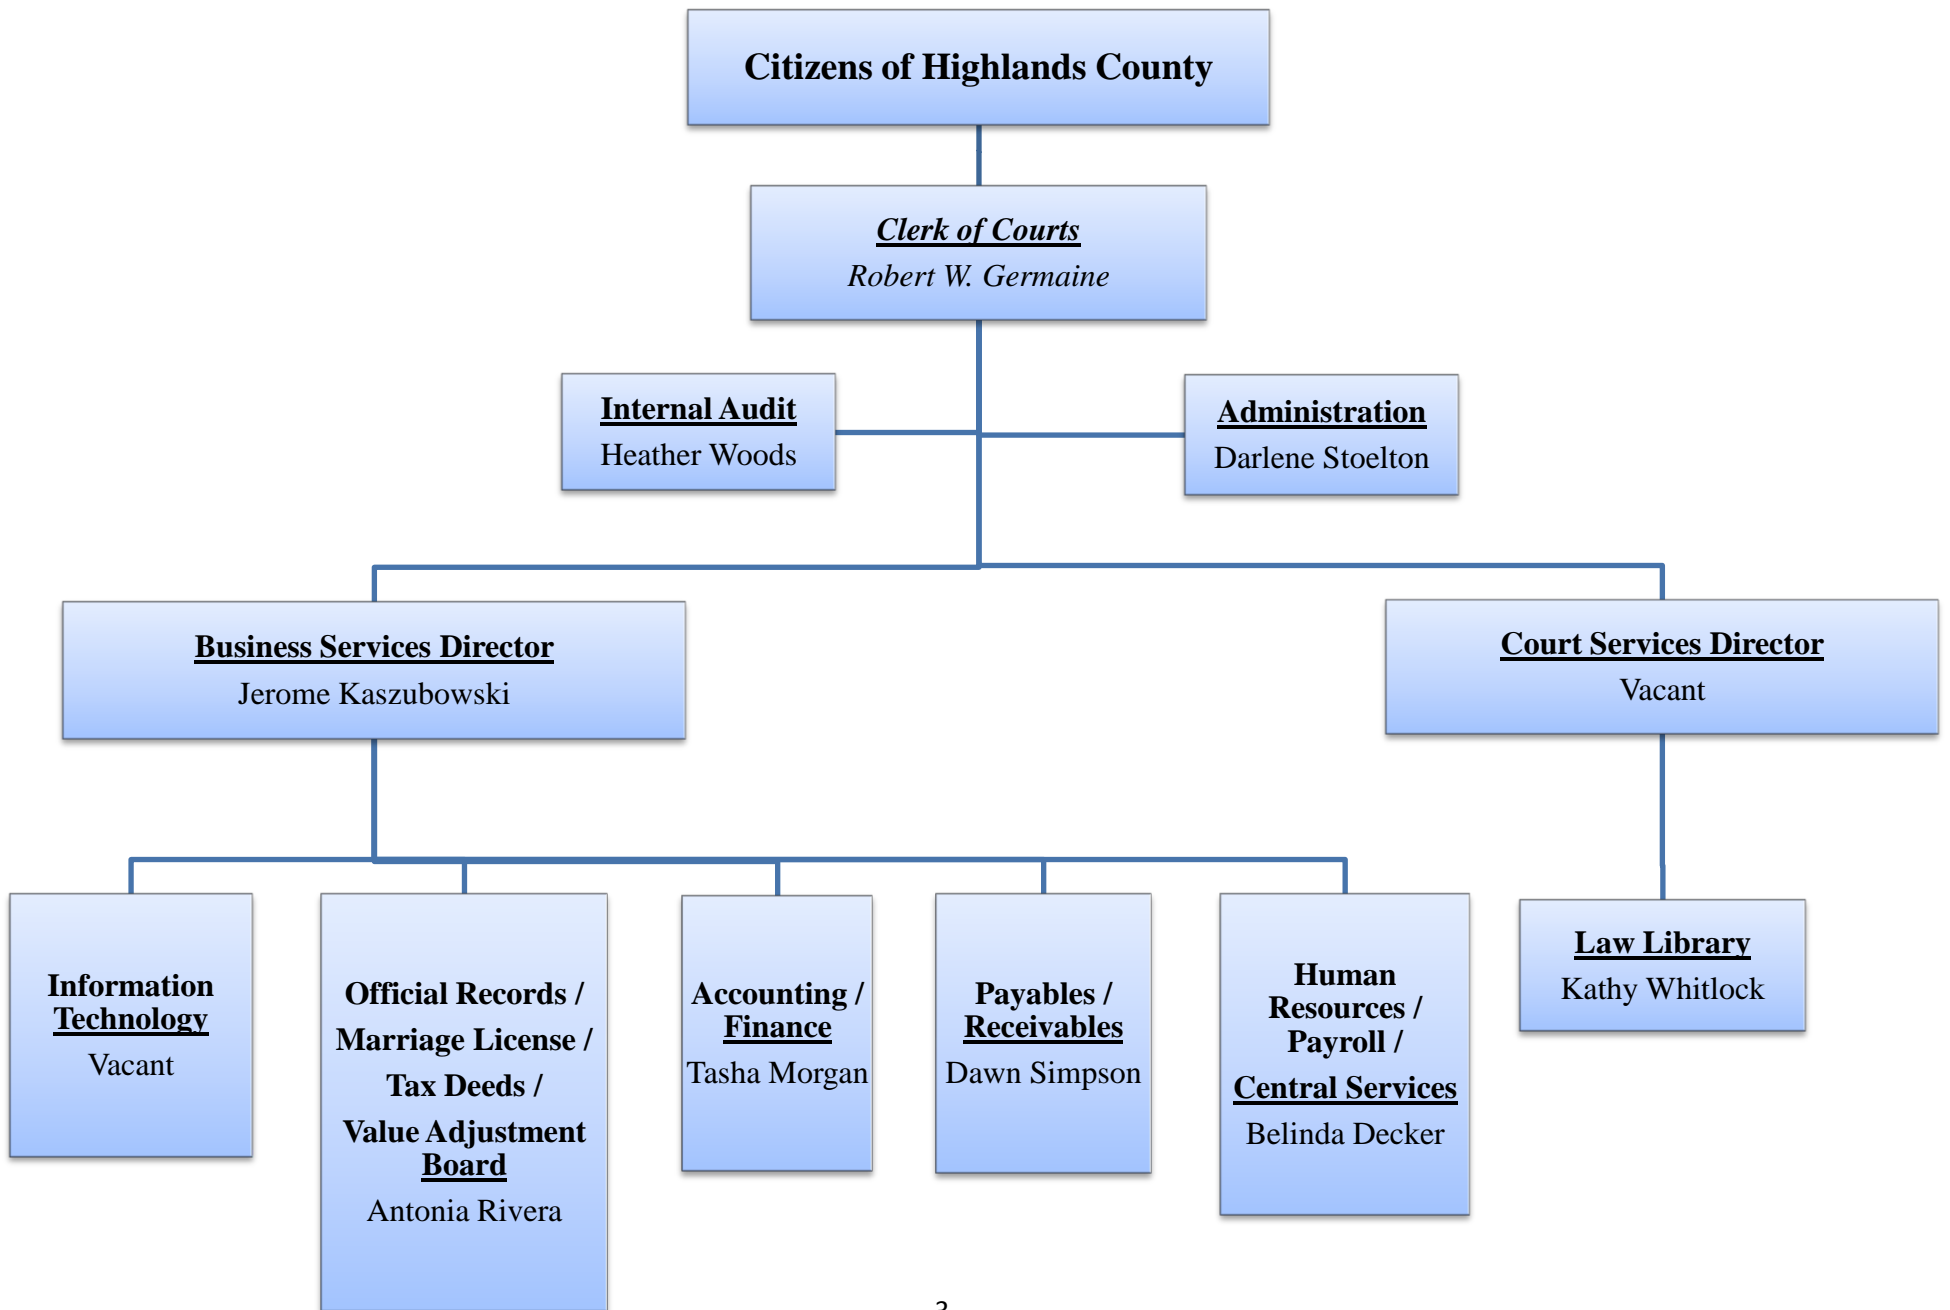 Citizens of Highlands County
Clerk of Courts
Robert W. Germaine
Internal Audit
Heather Woods
Administration
Darlene Stoelton
Business Services Director
Jerome Kaszubowski
Court Services Director
Vacant
Information
Technology
Vacant
Official Records /
Marriage License /
Tax Deeds /
Value Adjustment
Board
Antonia Rivera
Accounting /
Finance
Tasha Morgan
Payables /
Receivables
Dawn Simpson
Human
Resources /
Payroll /
Central Services
Belinda Decker
Law Library
Kathy Whitlock
3